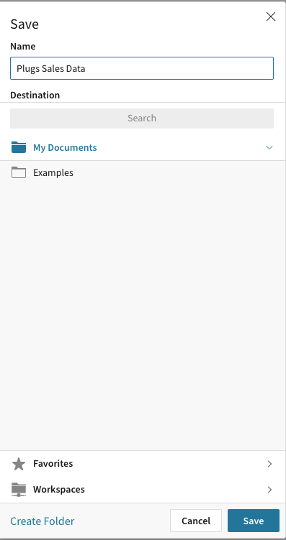 Save
Name
Plugs Sales Data
Destination
Search
My Documents
Examples
Favorites
Workspaces
Create Folder
Cancel
Save